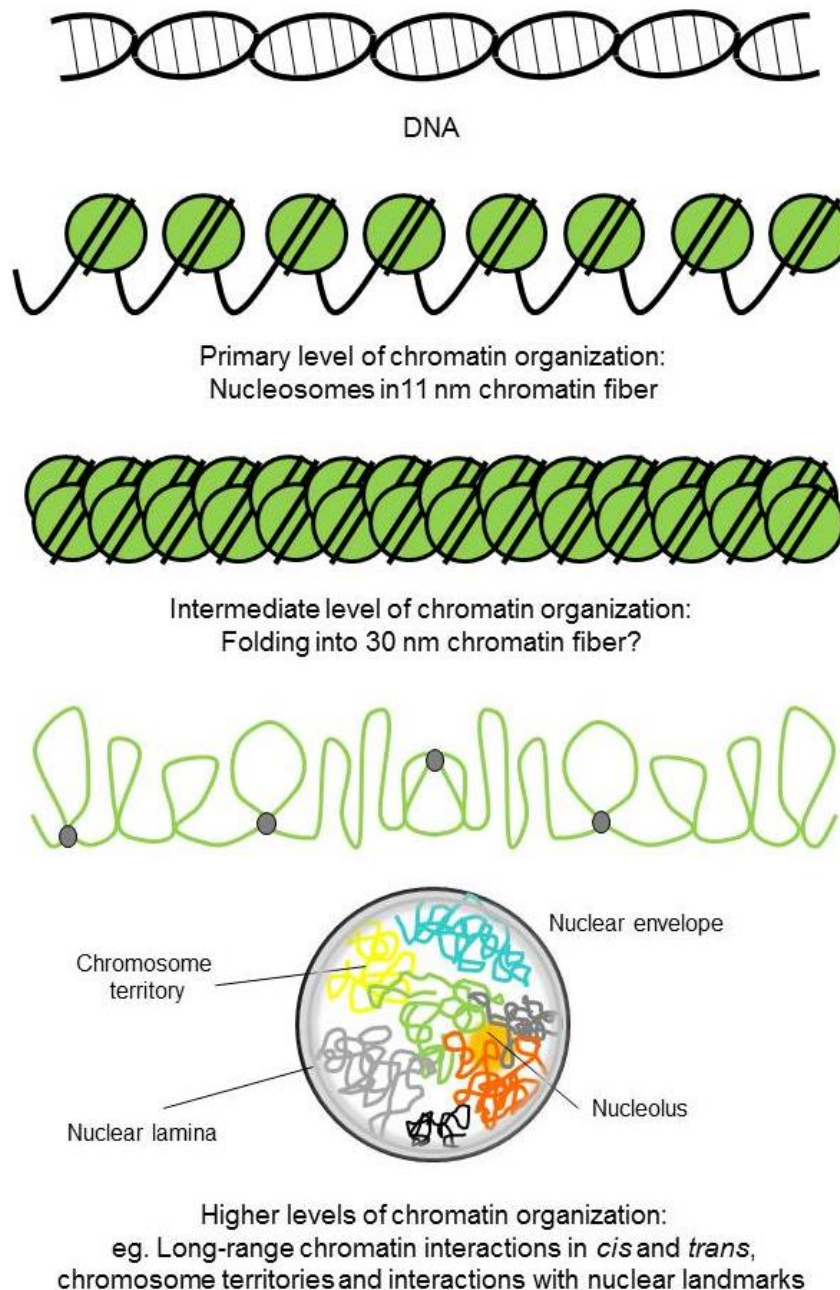 DNA
Primary level of chromatin organization:
Nucleosomes in11 nm chromatin fiber
Intermediate level of chromatin organization:
Folding into 30 nm chromatin fiber?
Nuclear envelope
Chromosome
territory
Nucleolus
Nuclear lamina
Higher levels of chromatin organization:
eg. Long-range chromatin interactions in cis and trans,
chromosome territories and interactions with nuclear landmarks